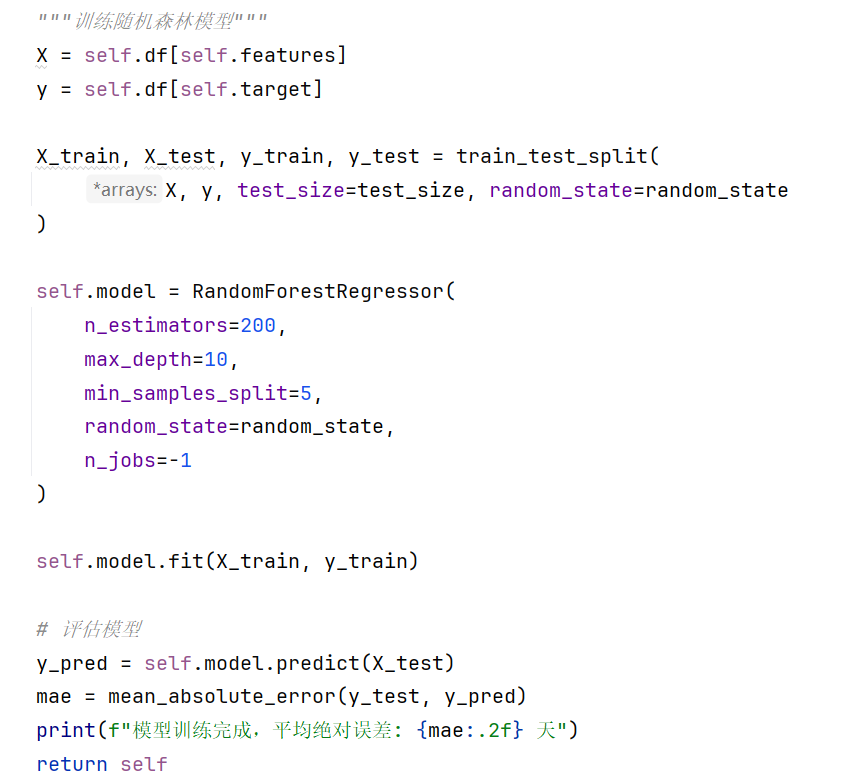 """训练随机森林模型"""
X = self.df[self.features]
y = self.df[self.target]
X_train, X_test, y_train, y_test = train_test_split(
*arrays: X, y, test_size=test_size, random_state=random_state
)
self.model = RandomForestRegressor(
n_estimators=200,
max_depth=10,
min_samples_split=5,
random_state=random_state,
n_jobs=-1
)
self.model.fit(X_train, y_train)
# 评估模型
y_pred = self.model.predict(X_test)
mae = mean_absolute_error(y_test, y_pred)
print(f"模型训练完成，平均绝对误差: {mae:.2f} 天")
return self